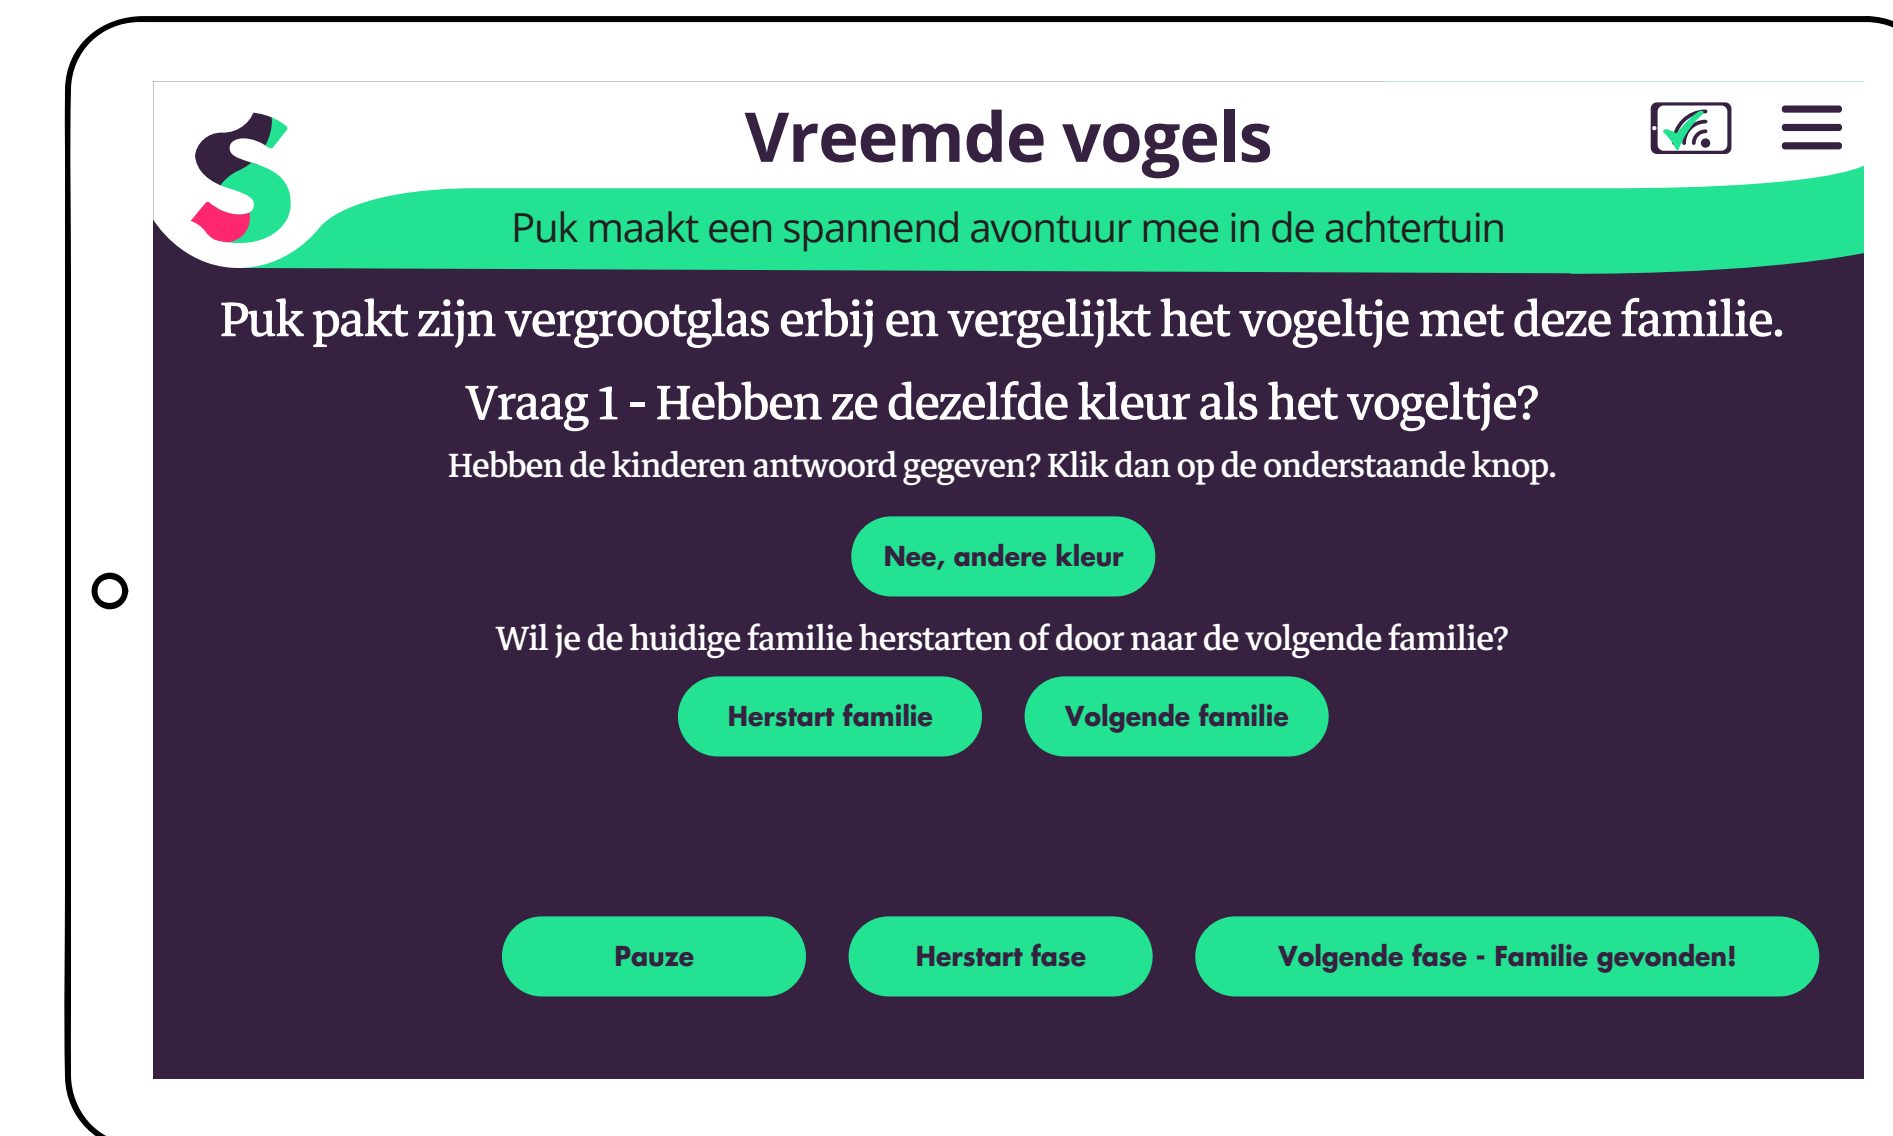 Vreemde vogels
Puk maakt een spannend avontuur mee in de achtertuin
Puk pakt zijn vergrootglas erbij en vergelijkt het vogeltje met deze familie.
Vraag 1 - Hebben ze dezelfde kleur als het vogeltje?
Hebben de kinderen antwoord gegeven? Klik dan op de onderstaande knop.
Nee, andere kleur
Wil je de huidige familie herstarten of door naar de volgende familie?
Herstart familie
Volgende familie
Pauze
Herstart fase
Volgende fase - Familie gevonden!